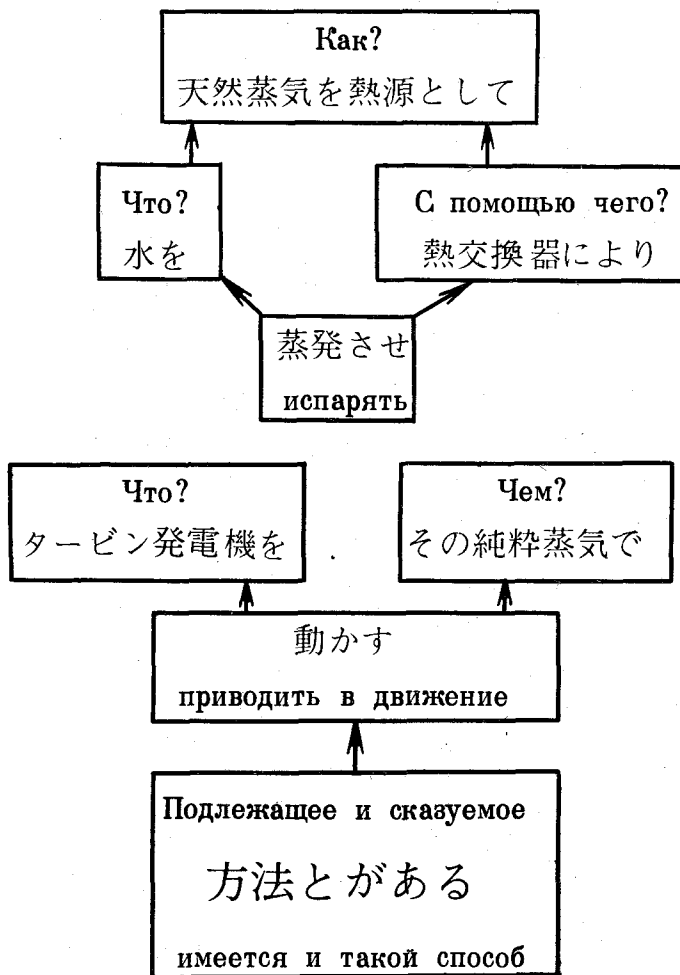 Как?
天然蒸気を熱源として
Что?
水を
С помощью чего?
熱交換器により
蒸発させ
испарять
Что?
タービン発電機を
Чем?
その純粋蒸気で
動かす
приводить в движение
Подлежащее и сказуемое
方法とがある
имеется и такой способ